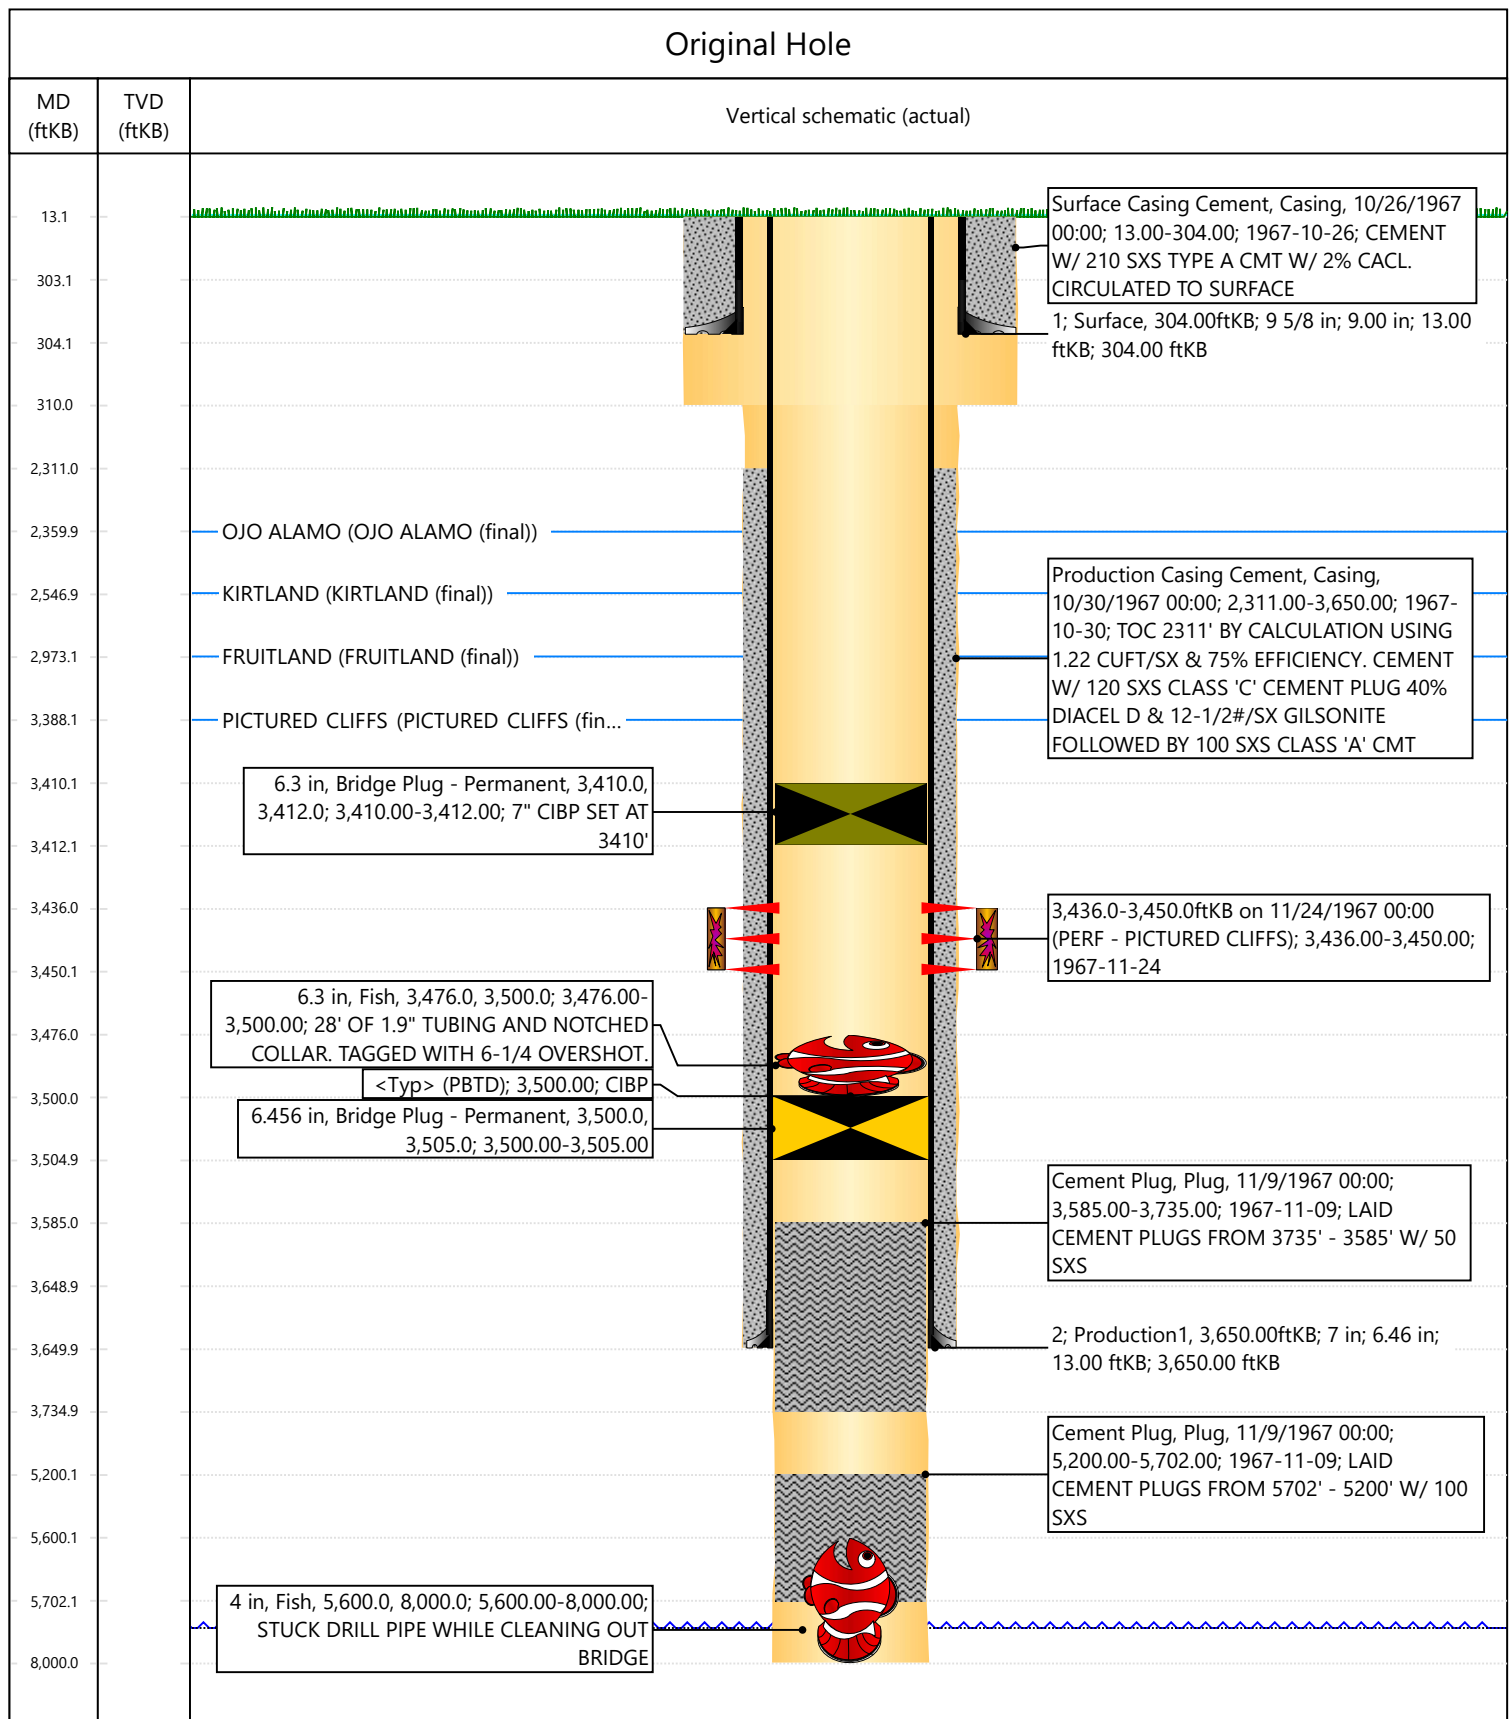 Original Hole
MD
(ftKB)
TVD
(ftKB)
Vertical schematic (actual)
13.1
303.1
304.1
310.0
2,311.0
2,359.9
2,546.9
2,973.1
3,388.1
3,410.1
3,412.1
3,436.0
3,450.1
3,476.0
3,500.0
3,504.9
3,585.0
3,648.9
3,649.9
3,734.9
5,200.1
5,600.1
5,702.1
8,000.0
Surface Casing Cement, Casing, 10/26/1967
00:00; 13.00-304.00; 1967-10-26; CEMENT
W/ 210 SXS TYPE A CMT W/ 2% CACL.
CIRCULATED TO SURFACE
1; Surface, 304.00ftKB; 9 5/8 in; 9.00 in; 13.00
ftKB; 304.00 ftKB
OJO ALAMO (OJO ALAMO (final))
KIRTLAND (KIRTLAND (final))
FRUITLAND (FRUITLAND (final))
PICTURED CLIFFS (PICTURED CLIFFS (fin...
Production Casing Cement, Casing,
10/30/1967 00:00; 2,311.00-3,650.00; 1967-
10-30; TOC 2311' BY CALCULATION USING
1.22 CUFT/SX & 75% EFFICIENCY. CEMENT
W/ 120 SXS CLASS 'C' CEMENT PLUG 40%
DIACEL D & 12-1/2#/SX GILSONITE
FOLLOWED BY 100 SXS CLASS 'A' CMT
6.3 in, Bridge Plug - Permanent, 3,410.0,
3,412.0; 3,410.00-3,412.00; 7" CIBP SET AT
3410'
3,436.0-3,450.0ftKB on 11/24/1967 00:00
(PERF - PICTURED CLIFFS); 3,436.00-3,450.00;
1967-11-24
6.3 in, Fish, 3,476.0, 3,500.0; 3,476.00-
3,500.00; 28' OF 1.9" TUBING AND NOTCHED
COLLAR. TAGGED WITH 6-1/4 OVERSHOT.
<Typ> (PBTD); 3,500.00; CIBP
6.456 in, Bridge Plug - Permanent, 3,500.0,
3,505.0; 3,500.00-3,505.00
Cement Plug, Plug, 11/9/1967 00:00;
3,585.00-3,735.00; 1967-11-09; LAID
CEMENT PLUGS FROM 3735' - 3585' W/ 50
SXS
2; Production1, 3,650.00ftKB; 7 in; 6.46 in;
13.00 ftKB; 3,650.00 ftKB
Cement Plug, Plug, 11/9/1967 00:00;
5,200.00-5,702.00; 1967-11-09; LAID
CEMENT PLUGS FROM 5702' - 5200' W/ 100
SXS
4 in, Fish, 5,600.0, 8,000.0; 5,600.00-8,000.00;
STUCK DRILL PIPE WHILE CLEANING OUT
BRIDGE